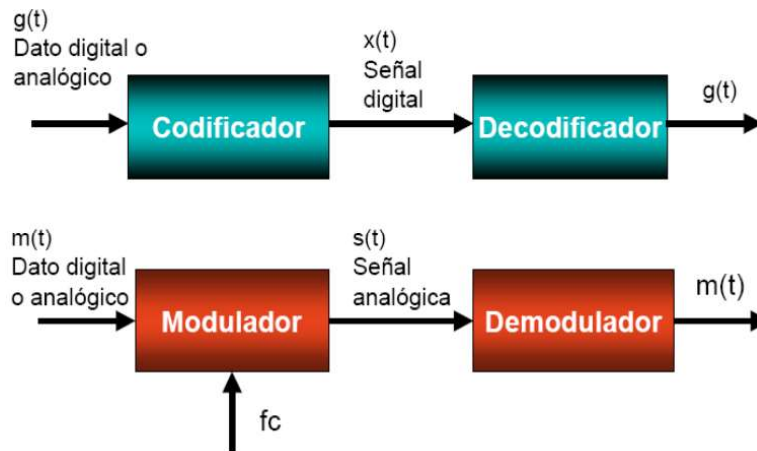 g(t)
Dato digital o
analógico
Codificador
x(t)
Señal
digital
Decodificador
g(t)
m(t)
Dato digital
o analógico
Modulador
fc
s(t)
Señal
analógica
Demodulador
m(t)